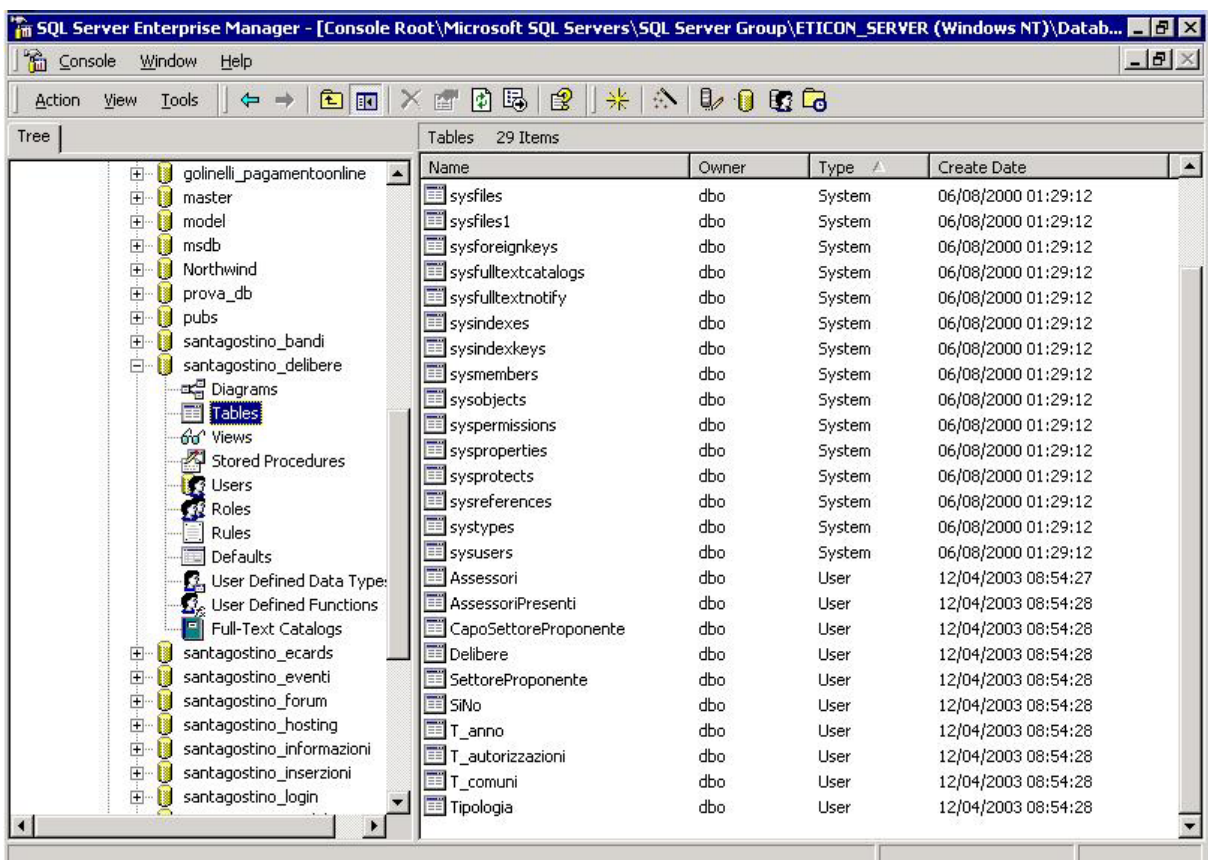 SQL Server Enterprise Manager - [Console Root\Microsoft SQL Servers\SQL Server Group\ETICON_SERVER (Windows NT)\Datab...
Console Window Help
Action View Tools
Tree
Tables 29 Items
golinelli_pagamentoonline
master
model
msdb
Northwind
prova_db
pubs
santagostino_bandi
santagostino_delibere
Diagrams
Tables
Views
Stored Procedures
Users
Roles
Rules
Defaults
User Defined Data Type
User Defined Functions
Full-Text Catalogs
santagostino_ecards
santagostino_eventi
santagostino_forum
santagostino_hosting
santagostino_informazioni
santagostino_inserzioni
santagostino_login
Name Owner Type Create Date
sysfiles dbo System 06/08/2000 01:29:12
sysfiles1 dbo System 06/08/2000 01:29:12
sysforeignkeys dbo System 06/08/2000 01:29:12
sysfulltextcatalogs dbo System 06/08/2000 01:29:12
sysfulltextnotify dbo System 06/08/2000 01:29:12
sysindexes dbo System 06/08/2000 01:29:12
sysindexkeys dbo System 06/08/2000 01:29:12
sysmembers dbo System 06/08/2000 01:29:12
sysobjects dbo System 06/08/2000 01:29:12
syspermissions dbo System 06/08/2000 01:29:12
sysproperties dbo System 06/08/2000 01:29:12
sysprotects dbo System 06/08/2000 01:29:12
sysreferences dbo System 06/08/2000 01:29:12
systypes dbo System 06/08/2000 01:29:12
sysusers dbo System 06/08/2000 01:29:12
Assessori dbo User 12/04/2003 08:54:27
AssessoriPresenti dbo User 12/04/2003 08:54:28
CapoSettoreProponente dbo User 12/04/2003 08:54:28
Delibere dbo User 12/04/2003 08:54:28
SettoreProponente dbo User 12/04/2003 08:54:28
SiNo dbo User 12/04/2003 08:54:28
T_anno dbo User 12/04/2003 08:54:28
T_autorizzazioni dbo User 12/04/2003 08:54:28
T_comuni dbo User 12/04/2003 08:54:28
Tipologia dbo User 12/04/2003 08:54:28